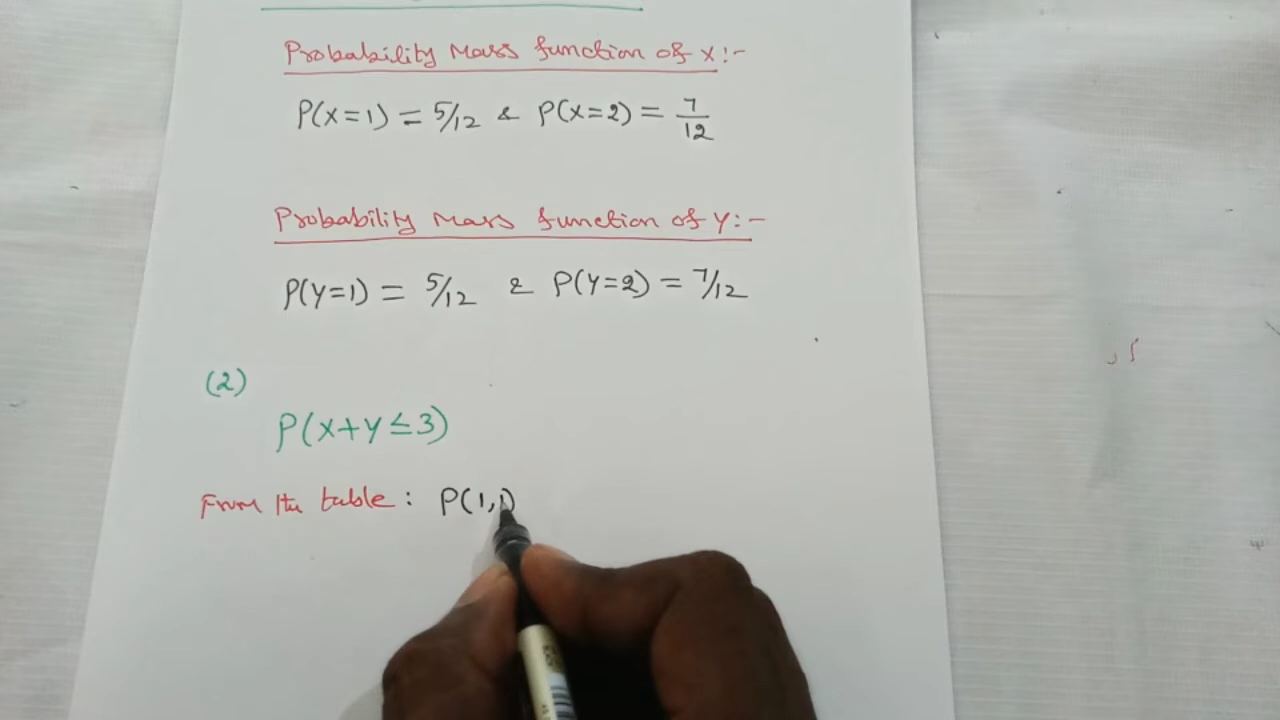 Probability Mass function of X:-
P(X=1) = 5/12 & P(X=2) = 7/12
Probability Mass function of Y:-
P(Y=1) = 5/12 & P(Y=2) = 7/12
(2)
P(X+Y≤3)
From the table: P(1,1)